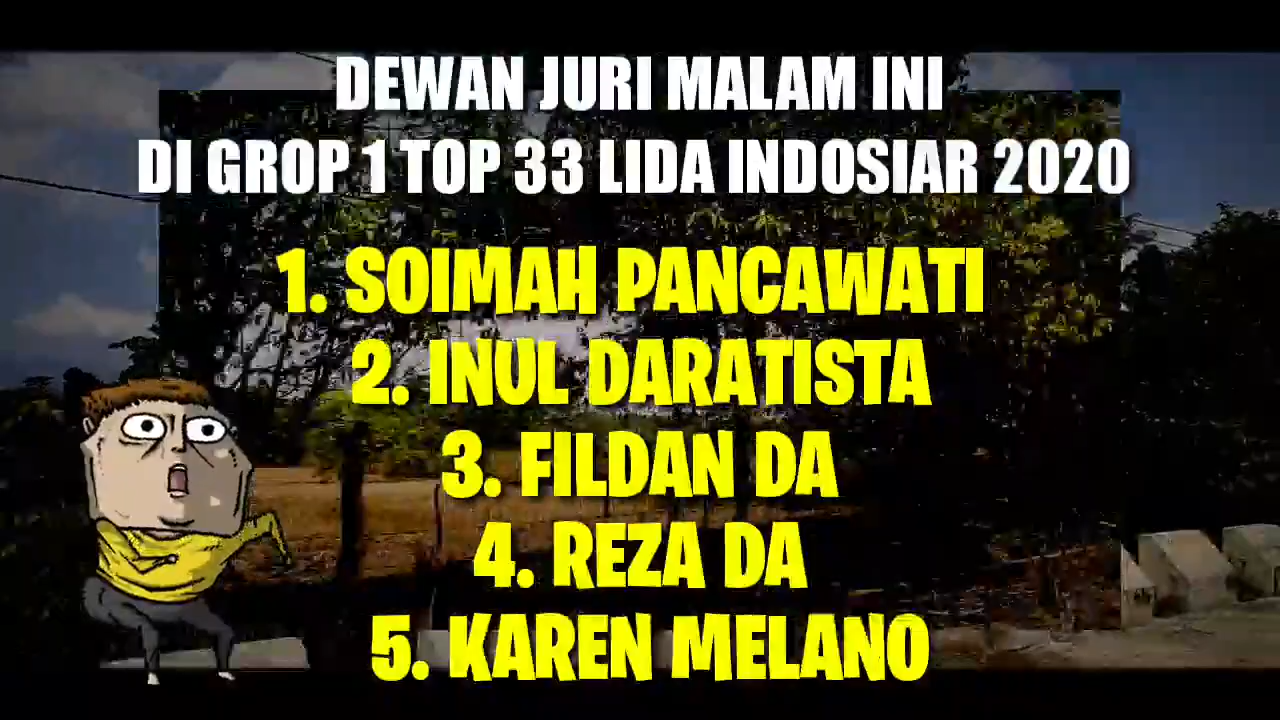 DEWAN JURI MALAM INI
DI GROP 1 TOP 33 LIDA INDOSIAR 2020
1. SOIMAH PANCAWATI
2. INUL DARATISTA
3. FILDAN DA
4. REZA DA
5. KAREN MELANO